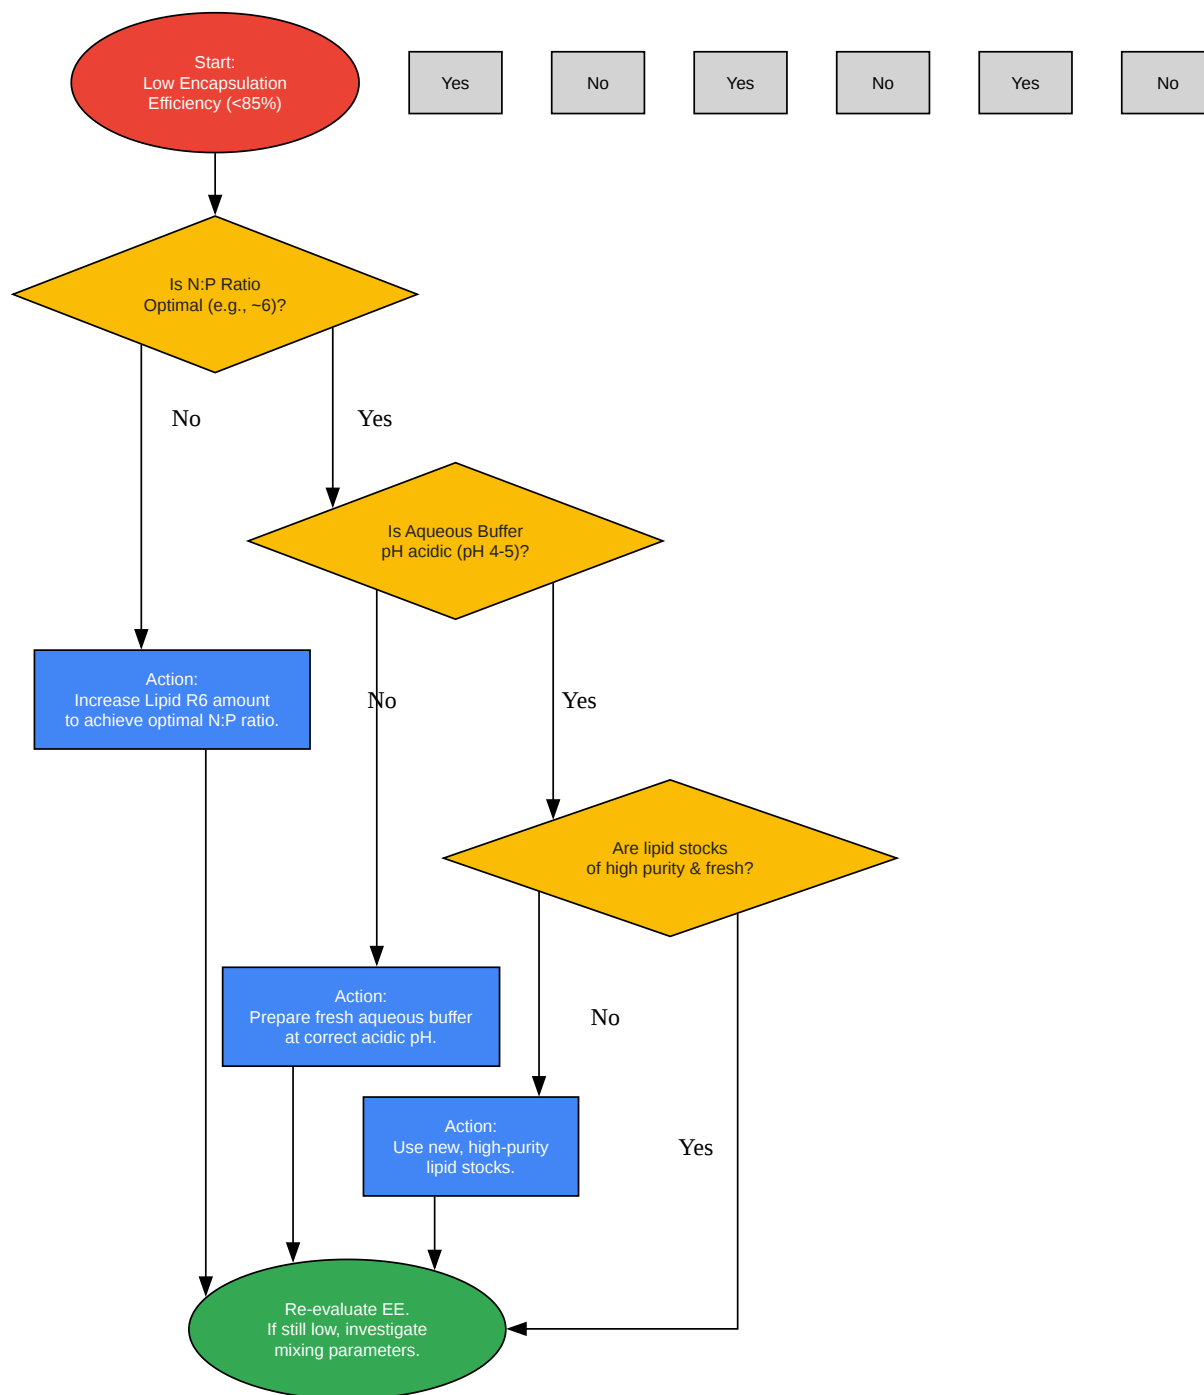 Start:
Low Encapsulation
Efficiency (<85%)
Yes
No
Yes
No
Yes
No
Is N:P Ratio
Optimal (e.g., ~6)?
No
Yes
Is Aqueous Buffer
pH acidic (pH 4-5)?
Action:
Increase Lipid R6 amount
to achieve optimal N:P ratio.
No
Yes
Are lipid stocks
of high purity & fresh?
Action:
Prepare fresh aqueous buffer
at correct acidic pH.
No
Action:
Use new, high-purity
lipid stocks.
Yes
Re-evaluate EE.
If still low, investigate
mixing parameters.